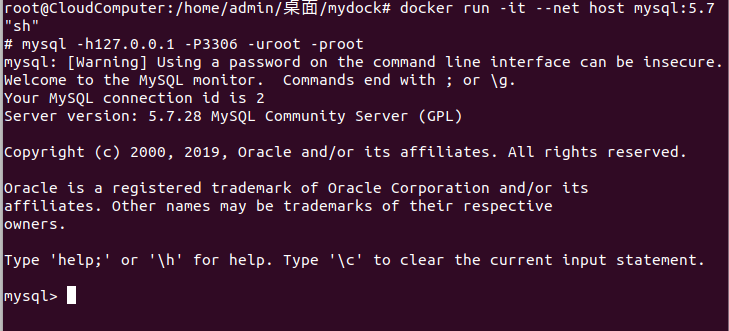 root@CloudComputer:/home/admin/桌面/mydock# docker run -it --net host mysql:5.7
"sh"
# mysql -h127.0.0.1 -P3306 -uroot -proot
mysql: [Warning] Using a password on the command line interface can be insecure.
Welcome to the MySQL monitor.  Commands end with ; or \g.
Your MySQL connection id is 2
Server version: 5.7.28 MySQL Community Server (GPL)

Copyright (c) 2000, 2019, Oracle and/or its affiliates. All rights reserved.

Oracle is a registered trademark of Oracle Corporation and/or its
affiliates. Other names may be trademarks of their respective
owners.

Type 'help;' or '\h' for help. Type '\c' to clear the current input statement.

mysql>